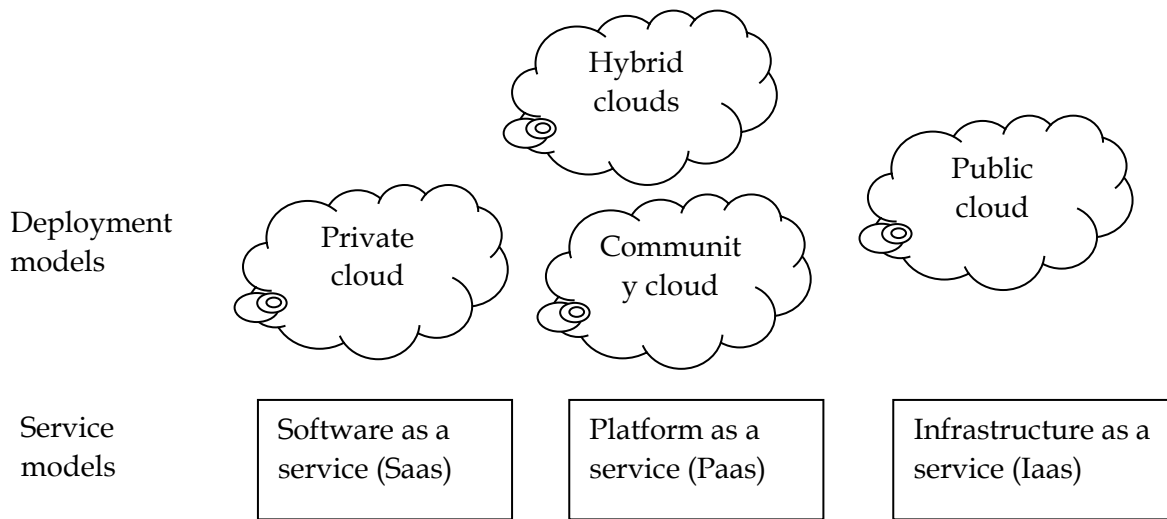 Hybrid
clouds
Public
cloud
Deployment
models
Private
cloud
Communit
y cloud
Service
models
Software as a
service (Saas)
Platform as a
service (Paas)
Infrastructure as a
service (Iaas)